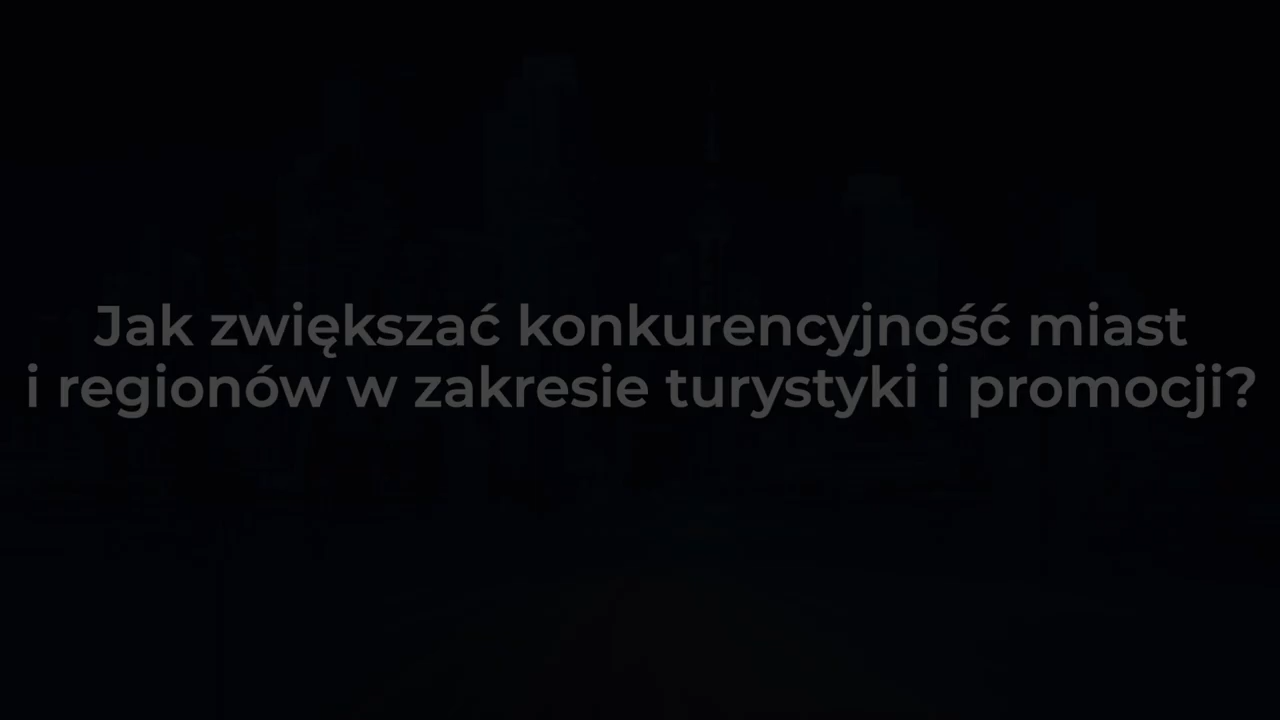 Jak zwiększać konkurencyjność miast
i regionów w zakresie turystyki i promocji?